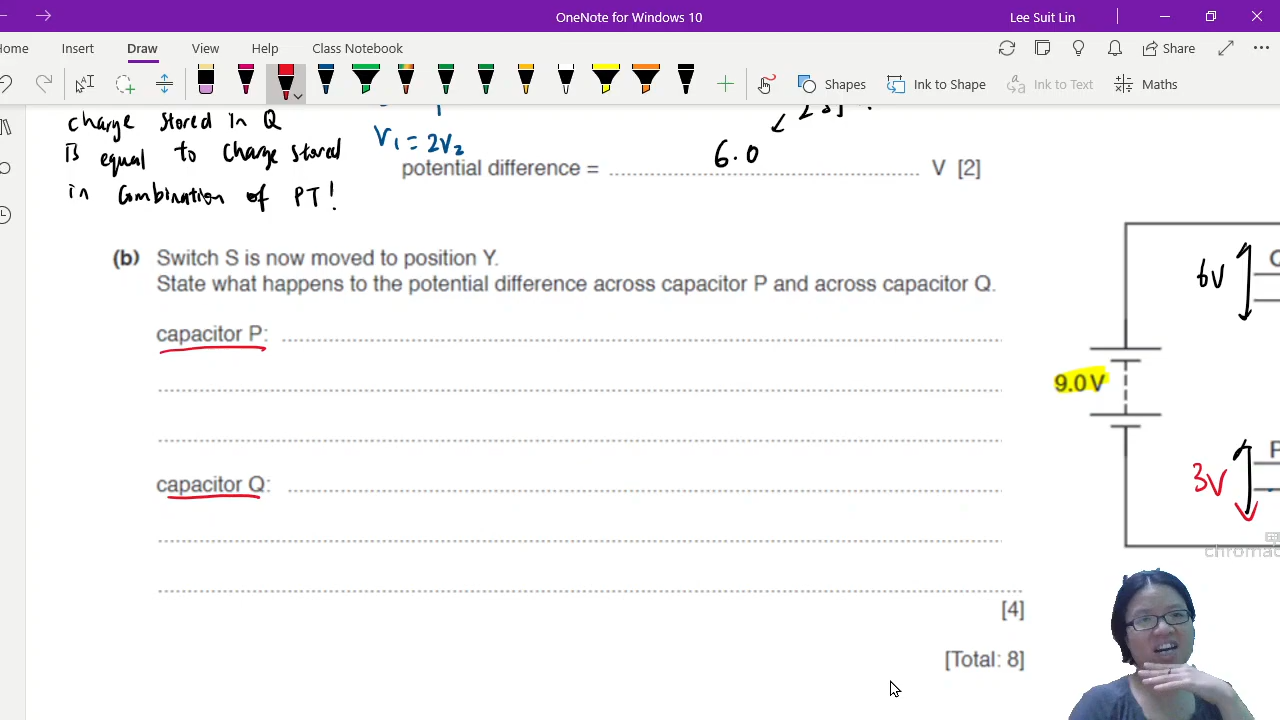 OneNote for Windows 10
Lee Suit Lin
Home Insert Draw View Help Class Notebook
Share
Shapes Ink to Shape Ink to Text Maths
charge stored in Q
is equal to charge stored
in combination of PT!
V1 = 2V2
6.0
potential difference = V [2]
(b) Switch S is now moved to position Y.
State what happens to the potential difference across capacitor P and across capacitor Q.
capacitor P:
capacitor Q:
[4]
[Total: 8]
6V
9.0 V
3V
P